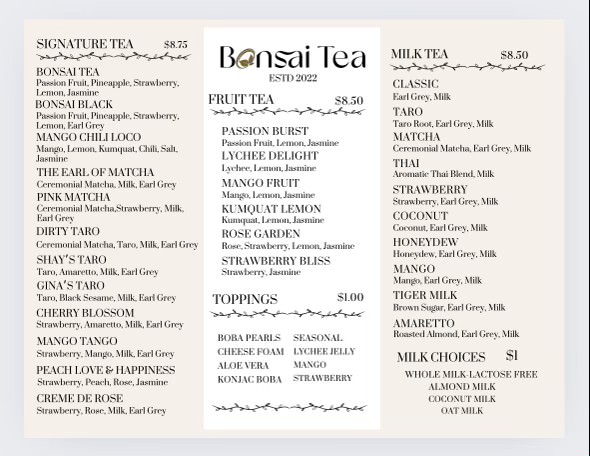 SIGNATURE TEA $8.75
BONSAI TEA
Passion Fruit, Pineapple, Strawberry,
Lemon, Jasmine
BONSAI BLACK
Passion Fruit, Pineapple, Strawberry,
Lemon, Earl Grey
MANGO CHILI LOCO
Mango, Lemon, Kumquat, Chili, Salt,
Jasmine
THE EARL OF MATCHA
Ceremonial Matcha, Milk, Earl Grey
PINK MATCHA
Ceremonial Matcha,Strawberry, Milk,
Earl Grey
DIRTY TARO
Ceremonial Matcha, Taro, Milk, Earl Grey
SHAY'S TARO
Taro, Amaretto, Milk, Earl Grey
GINA'S TARO
Taro, Black Sesame, Milk, Earl Grey
CHERRY BLOSSOM
Strawberry, Amaretto, Milk, Earl Grey
MANGO TANGO
Strawberry, Mango, Milk, Earl Grey
PEACH LOVE & HAPPINESS
Strawberry, Peach, Rose, Jasmine
CREME DE ROSE
Strawberry, Rose, Milk, Earl Grey
Bonsai Tea
ESTD 2022
FRUIT TEA $8.50
PASSION BURST
Passion Fruit, Lemon, Jasmine
LYCHEE DELIGHT
Lychee, Lemon, Jasmine
MANGO FRUIT
Mango, Lemon, Jasmine
KUMQUAT LEMON
Kumquat, Lemon, Jasmine
ROSE GARDEN
Rose, Strawberry, Lemon, Jasmine
STRAWBERRY BLISS
Strawberry, Jasmine
TOPPINGS $1.00
BOBA PEARLS
CHEESE FOAM
ALOE VERA
KONJAC BOBA
SEASONAL
LYCHEE JELLY
MANGO
STRAWBERRY
MILK TEA $8.50
CLASSIC
Earl Grey, Milk
TARO
Taro Root, Earl Grey, Milk
MATCHA
Ceremonial Matcha, Earl Grey, Milk
THAI
Aromatic Thai Blend, Milk
STRAWBERRY
Strawberry, Earl Grey, Milk
COCONUT
Coconut, Earl Grey, Milk
HONEYDEW
Honeydew, Earl Grey, Milk
MANGO
Mango, Earl Grey, Milk
TIGER MILK
Brown Sugar, Earl Grey, Milk
AMARETTO
Roasted Almond, Earl Grey, Milk
MILK CHOICES $1
WHOLE MILK-LACTOSE FREE
ALMOND MILK
COCONUT MILK
OAT MILK